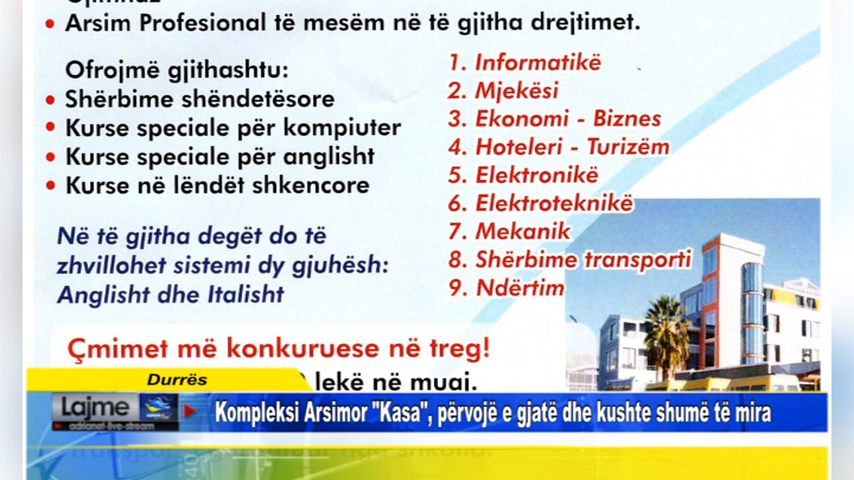 • Arsim Profesional të mesëm në të gjitha drejtimet.
Ofrojmë gjithashtu:
• Shërbime shëndetësore
• Kurse speciale për kompiuter
• Kurse speciale për anglisht
• Kurse në lëndët shkencore
1. Informatikë
2. Mjekësi
3. Ekonomi - Biznes
4. Hoteleri - Turizëm
5. Elektronikë
6. Elektroteknikë
7. Mekanik
8. Shërbime transporti
9. Ndërtim
Në të gjitha degët do të
zhvillohet sistemi dy gjuhësh:
Anglisht dhe Italisht
Çmimet më konkuruese në treg!
lekë në muaj.
Durrës
Lajme
adrianet-live-stream
Kompleksi Arsimor "Kasa", përvojë e gjatë dhe kushte shumë të mira